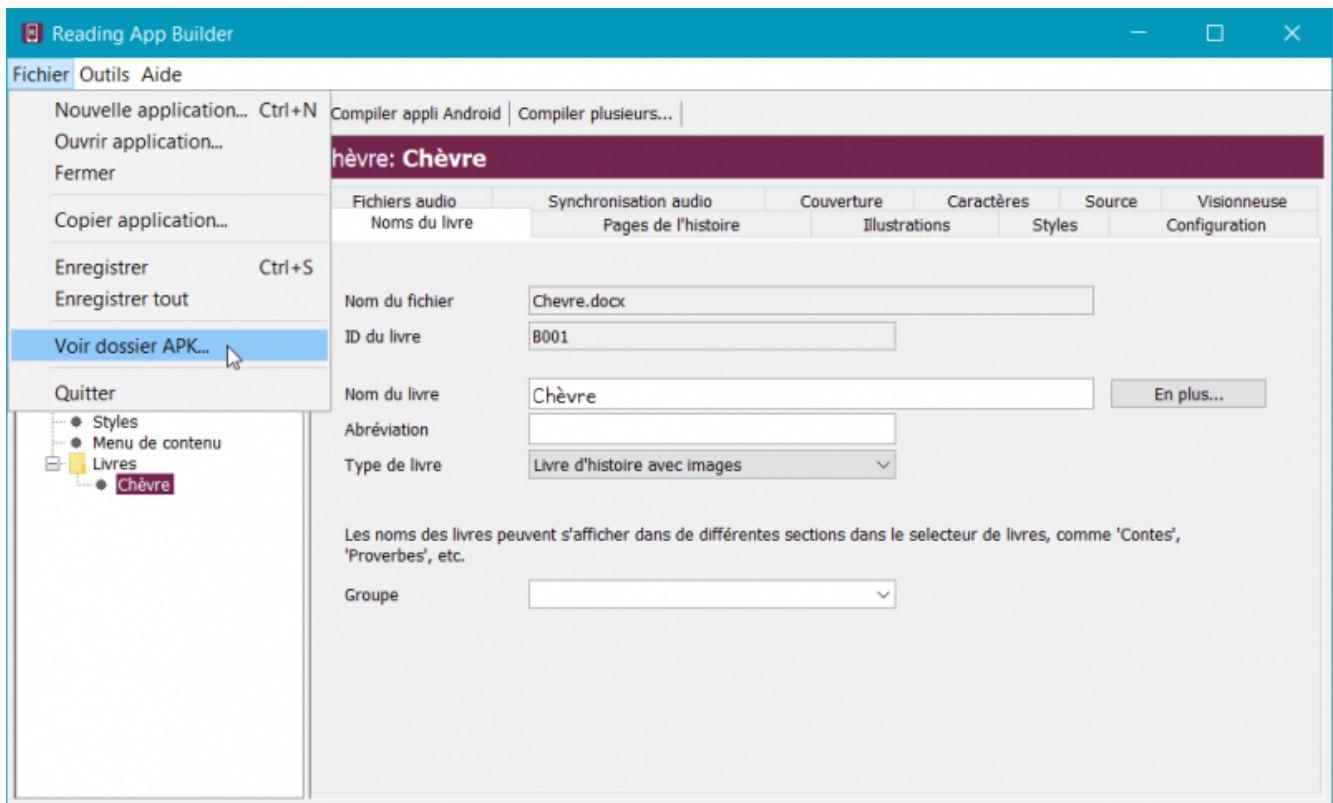 Reading App Builder
Fichier Outils Aide
Nouvelle application... Ctrl+N
Ouvrir application...
Fermer
Copier application...
Enregistrer Ctrl+S
Enregistrer tout
Voir dossier APK...
Quitter
Styles
Menu de contenu
Livres
Chèvre
Compiler appli Android Compiler plusieurs...
hèvre: Chèvre
Fichiers audio Synchronisation audio Couverture Caractères Source Visionneuse
Noms du livre Pages de l'histoire Illustrations Styles Configuration
Nom du fichier Chevre.docx
ID du livre B001
Nom du livre Chèvre En plus...
Abréviation
Type de livre Livre d'histoire avec images
Les noms des livres peuvent s'afficher dans de différentes sections dans le selecteur de livres, comme 'Contes',
'Proverbes', etc.
Groupe